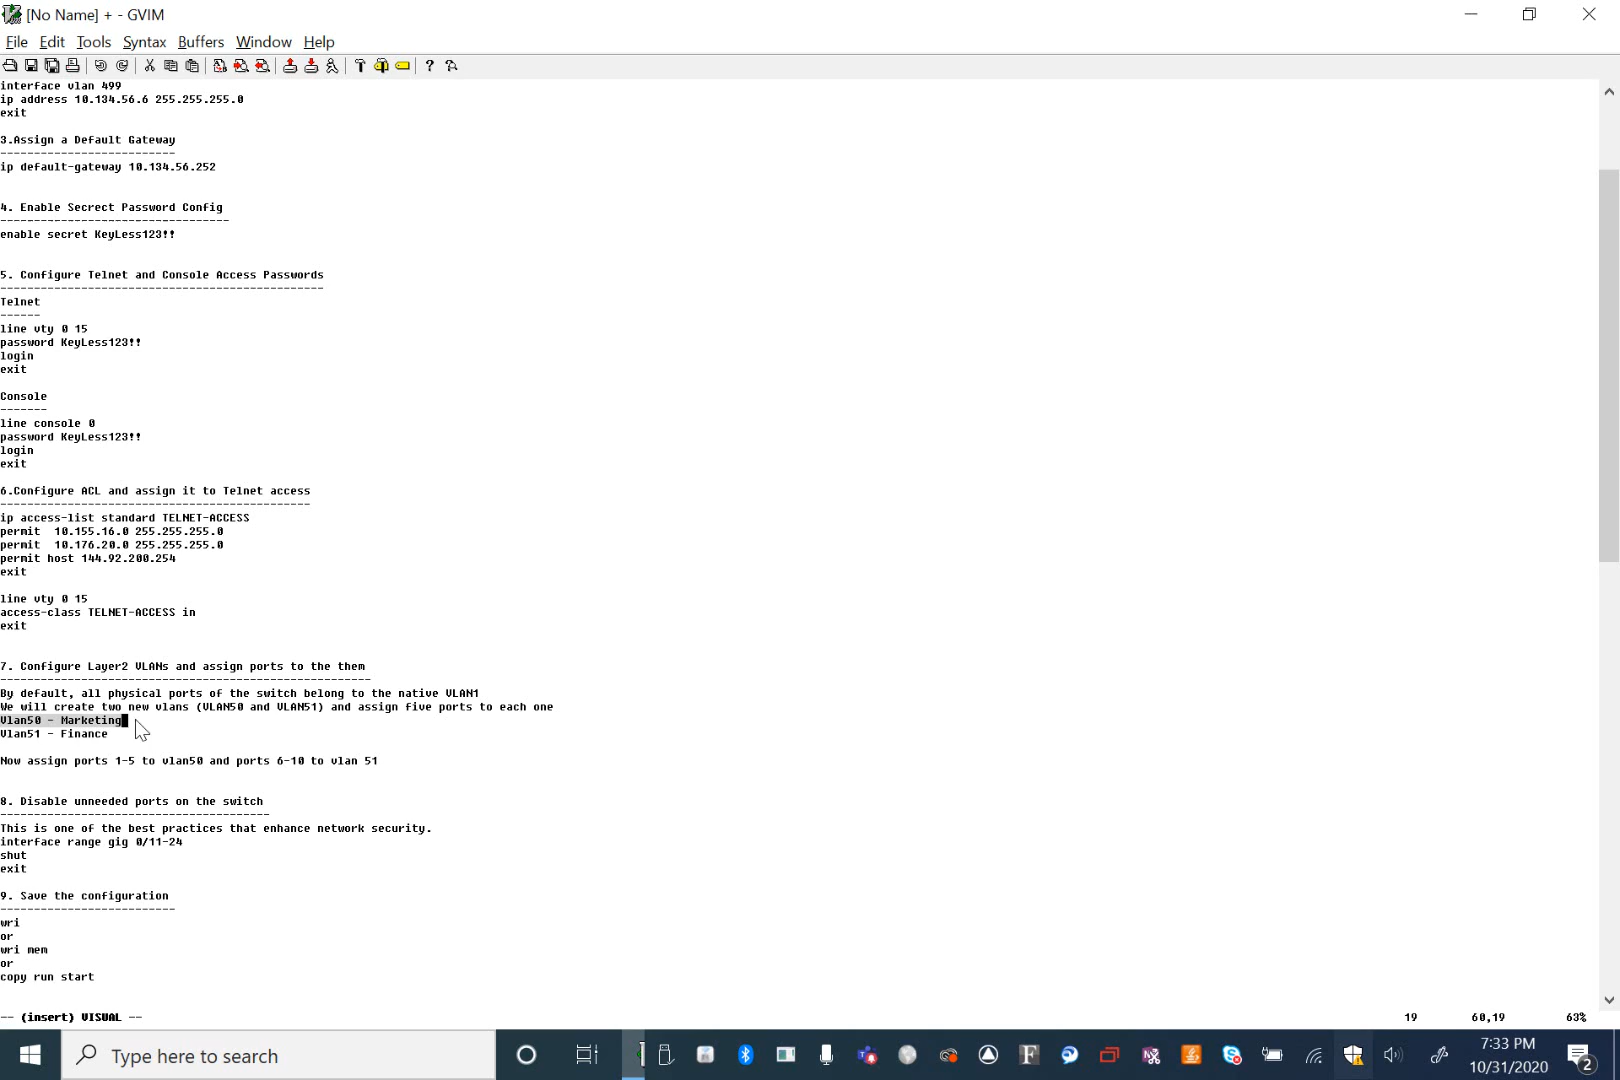 [No Name] + - GVIM
File Edit Tools Syntax Buffers Window Help
interface vlan 499
ip address 10.134.56.6 255.255.255.0
exit
3.Assign a Default Gateway
--------------------------
ip default-gateway 10.134.56.252
4. Enable Secrect Password Config
----------------------------------
enable secret KeyLess123!!
5. Configure Telnet and Console Access Passwords
------------------------------------------------
Telnet
------
line vty 0 15
password KeyLess123!!
login
exit
Console
-------
line console 0
password KeyLess123!!
login
exit
6.Configure ACL and assign it to Telnet access
----------------------------------------------
ip access-list standard TELNET-ACCESS
permit  10.155.16.0 255.255.255.0
permit  10.176.20.0 255.255.255.0
permit host 144.92.200.254
exit
line vty 0 15
access-class TELNET-ACCESS in
exit
7. Configure Layer2 VLANs and assign ports to the them
-------------------------------------------------------
By default, all physical ports of the switch belong to the native VLAN1
We will create two new vlans (VLAN50 and VLAN51) and assign five ports to each one
Vlan50 - Marketing
Vlan51 - Finance
Now assign ports 1-5 to vlan50 and ports 6-10 to vlan 51
8. Disable unneeded ports on the switch
----------------------------------------
This is one of the best practices that enhance network security.
interface range gig 0/11-24
shut
exit
9. Save the configuration
--------------------------
wri
or
wri mem
or
copy run start
-- (insert) VISUAL -- 19 60,19 63%
Type here to search
7:33 PM
10/31/2020
2